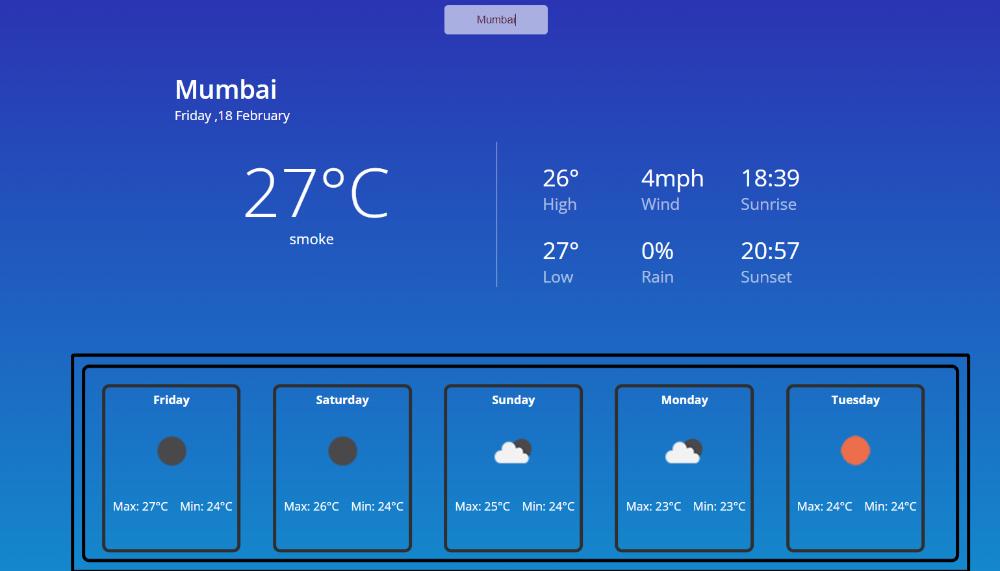 Mumbai
Mumbai
Friday ,18 February
27°C
smoke
26° 4mph 18:39
High Wind Sunrise
27° 0% 20:57
Low Rain Sunset
Friday Saturday Sunday Monday Tuesday
Max: 27°C Min: 24°C Max: 26°C Min: 24°C Max: 25°C Min: 24°C Max: 23°C Min: 23°C Max: 24°C Min: 24°C